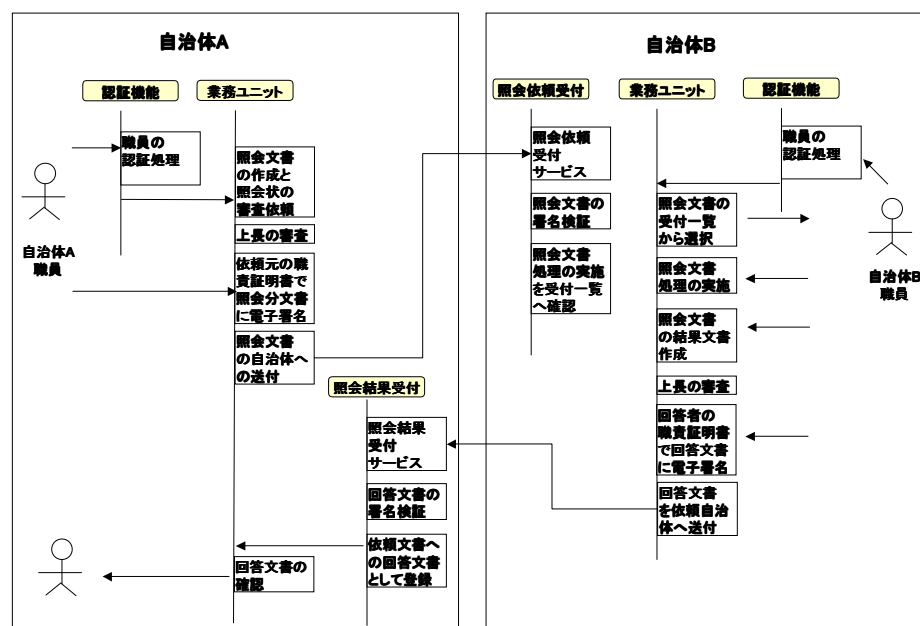 自治体A
認証機能
業務ユニット
職員の
認証処理
照会文書
の作成と
照会状の
審査依頼
上長の審査
自治体A
職員
依頼元の職
責証明書で
照会分文書
に電子署名
照会文書
の自治体へ
の送付
照会結果受付
照会結果
受付
サービス
回答文書の
署名検証
依頼文書へ
の回答文書
として登録
回答文書の
確認
自治体B
照会依頼受付
業務ユニット
認証機能
照会依頼
受付
サービス
職員の
認証処理
照会文書の
署名検証
照会文書の
受付一覧
から選択
照会文書
処理の実施
を受付一覧
へ確認
照会文書
処理の実施
自治体B
職員
照会文書
の結果文書
作成
上長の審査
回答者の
職責証明書
で回答文書
に電子署名
回答文書
を依頼自治
体へ送付